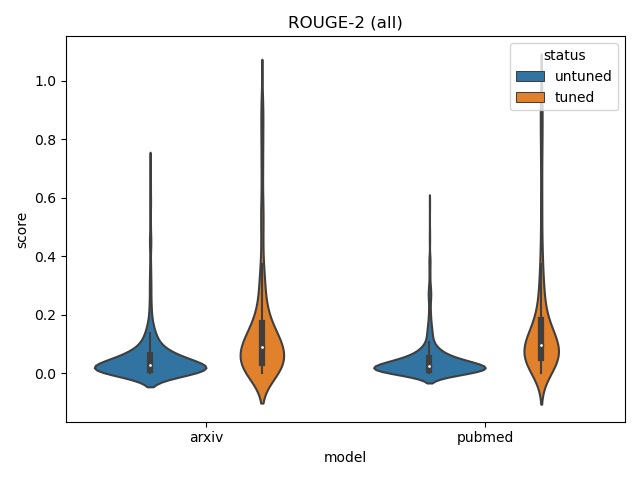 ROUGE-2 (all)
status
untuned
tuned
1.0
0.8
0.6
0.4
0.2
0.0
score
arxiv
pubmed
model